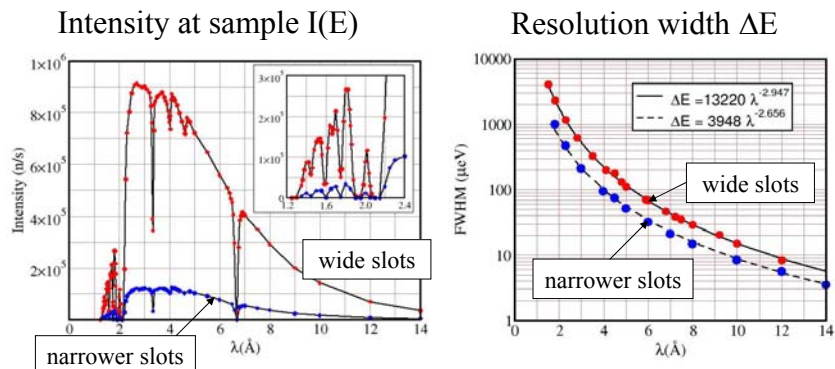 Intensity at sample I(E)
Resolution width ΔE
Intensity (n/s)
1×10⁶
8×10⁵
6×10⁵
4×10⁵
2×10⁵
0 2 4 6 8 10 12 14
λ(Å)
3×10⁵
2×10⁵
1×10⁵
0
1.2 1.6 2.0 2.4
wide slots
narrower slots
FWHM (μeV)
10000
1000
100
10
1
ΔE =13220 λ⁻²·⁹⁴⁷
ΔE = 3948 λ⁻²·⁶⁵⁶
wide slots
narrower slots
0 2 4 6 8 10 12 14
λ(Å)